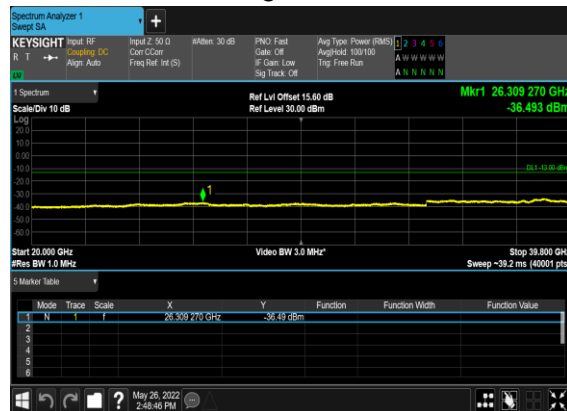 Spectrum Analyzer 1
Swept SA
+
KEYSIGHT Input: RF Input Z: 50 Ω #Atten: 30 dB PNO: Fast Avg Type: Power (RMS) 1 2 3 4 5 6
R T Coupling: DC Corr CCorr Gate: Off Avg|Hold: 100/100 A W W W W W
Align: Auto Freq Ref: Int (S) IF Gain: Low Trig: Free Run
Sig Track: Off A N N N N N
1 Spectrum Ref Lvl Offset 15.60 dB Mkr1 26.309 270 GHz
Scale/Div 10 dB Ref Level 30.00 dBm -36.493 dBm
Log
20.0
10.0
0.00
-10.0 DL1 -13.00 dBm
-20.0
-30.0 1
-40.0
-50.0
-60.0
Start 20.000 GHz Video BW 3.0 MHz* Stop 39.800 GHz
#Res BW 1.0 MHz Sweep ~39.2 ms (40001 pts)
5 Marker Table
Mode Trace Scale X Y Function Function Width Function Value
1 N 1 f 26.309 270 GHz -36.49 dBm
2
3
4
5
6
? May 26, 2022
2:48:46 PM